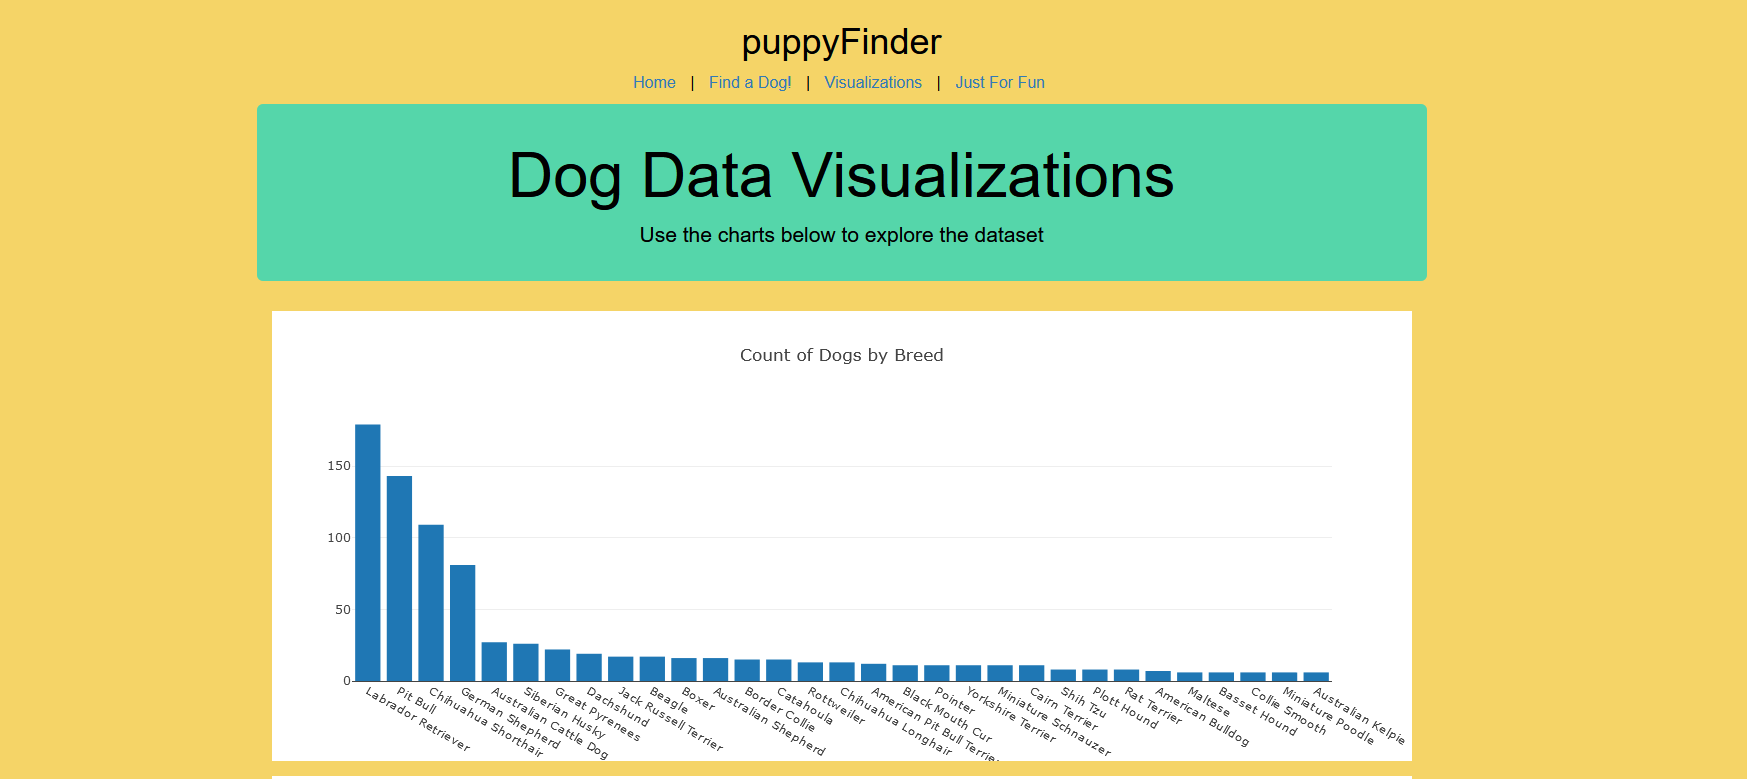 puppyFinder
Home | Find a Dog! | Visualizations | Just For Fun
Dog Data Visualizations
Use the charts below to explore the dataset
Count of Dogs by Breed
150
100
50
0
Labrador Retriever
Pit Bull
Chihuahua Shorthair
German Shepherd
Australian Cattle Dog
Siberian Husky
Great Pyrenees
Dachshund
Jack Russell Terrier
Beagle
Boxer
Australian Shepherd
Border Collie
Catahoula
Rottweiler
Chihuahua Longhair
American Pit Bull Terrier
Black Mouth Cur
Pointer
Yorkshire Terrier
Miniature Schnauzer
Cairn Terrier
Shih Tzu
Plott Hound
Rat Terrier
American Bulldog
Maltese
Basset Hound
Collie Smooth
Miniature Poodle
Australian Kelpie